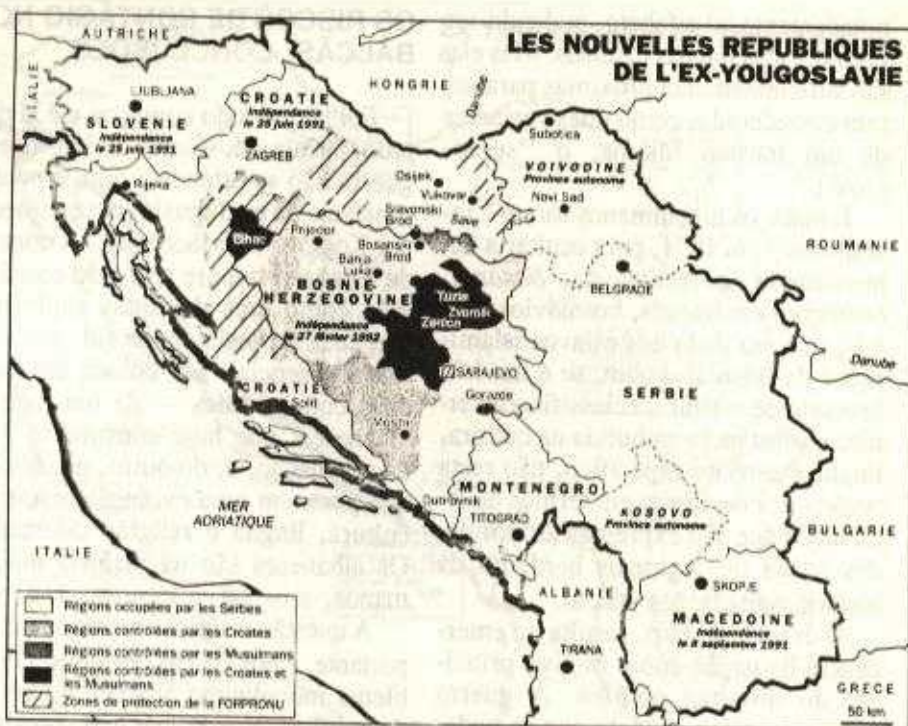 LES NOUVELLES REPUBLIQUES
DE L'EX-YOUGOSLAVIE
AUTRICHE
ITALIE
HONGRIE
Danube
LJUBLJANA
SLOVENIE
Indépendance
le 25 juin 1991
CROATIE
Indépendance
le 25 juin 1991
ZAGREB
Rijeka
Subotica
VOIVODINE
Province autonome
Novi Sad
Osijek
Vukovar
Slavonski
Brod
Bosanski
Brod
Prijedor
Banja
Luka
Bihac
ROUMANIE
BELGRADE
BOSNIE
HERZEGOVINE
Indépendance
le 27 février 1992
Tuzla
Zvornik
Zenica
SARAJEVO
Gorazde
SERBIE
Danube
CROATIE
Split
Mostar
MONTENEGRO
Dubrovnik
TITOGRAD
KOSOVO
Province autonome
BULGARIE
MER
ADRIATIQUE
ITALIE
ALBANIE
TIRANA
SKOPJE
MACEDOINE
Indépendance
le 8 septembre 1991
GRECE
50 km
Régions occupées par les Serbes
Régions contrôlées par les Croates
Régions contrôlées par les Musulmans
Régions contrôlées par les Croates et
les Musulmans
Zones de protection de la FORPRONU